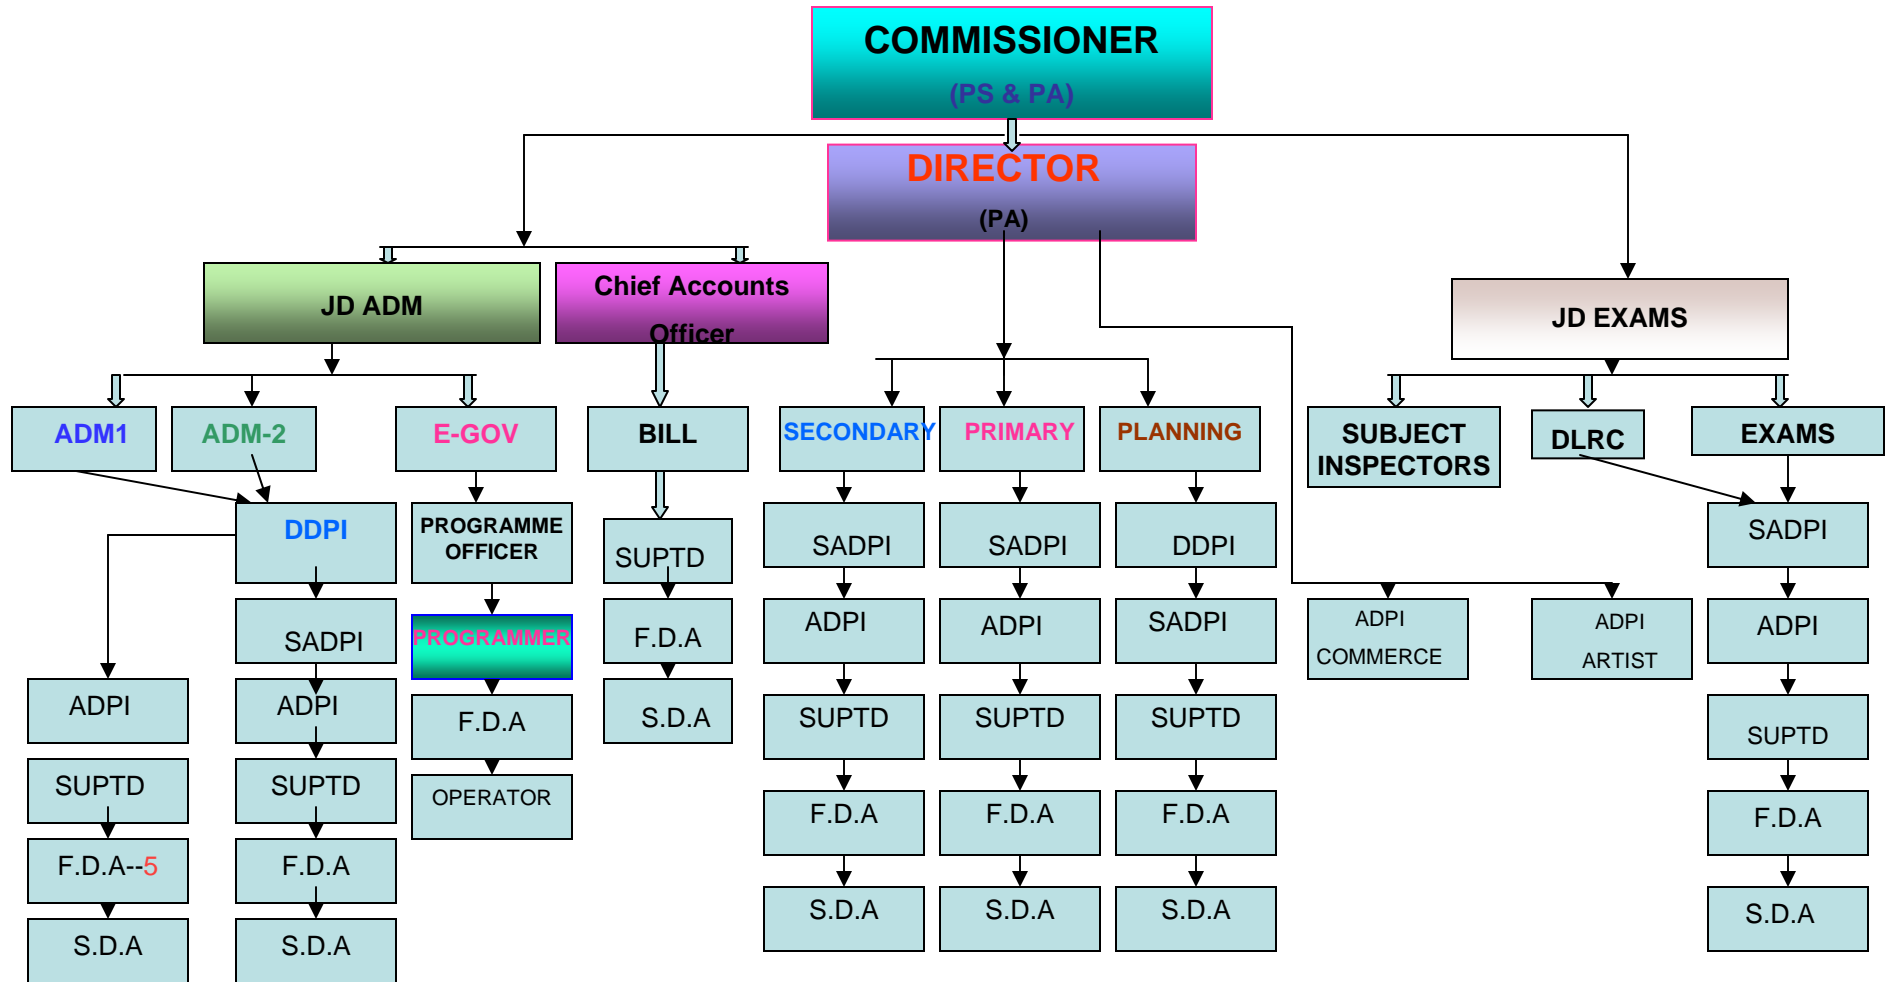 COMMISSIONER
(PS & PA)
DIRECTOR
(PA)
JD ADM
Chief Accounts
Officer
JD EXAMS
ADM1
ADM-2
E-GOV
BILL
SECONDARY
PRIMARY
PLANNING
SUBJECT
INSPECTORS
DLRC
EXAMS
DDPI
PROGRAMME
OFFICER
SUPTD
SADPI
SADPI
DDPI
SADPI
SADPI
PROGRAMMER
F.D.A
ADPI
ADPI
SADPI
ADPI
COMMERCE
ADPI
ARTIST
ADPI
ADPI
ADPI
F.D.A
S.D.A
SUPTD
SUPTD
SUPTD
SUPTD
SUPTD
SUPTD
OPERATOR
F.D.A
F.D.A
F.D.A
F.D.A
F.D.A--5
F.D.A
S.D.A
S.D.A
S.D.A
S.D.A
S.D.A
S.D.A